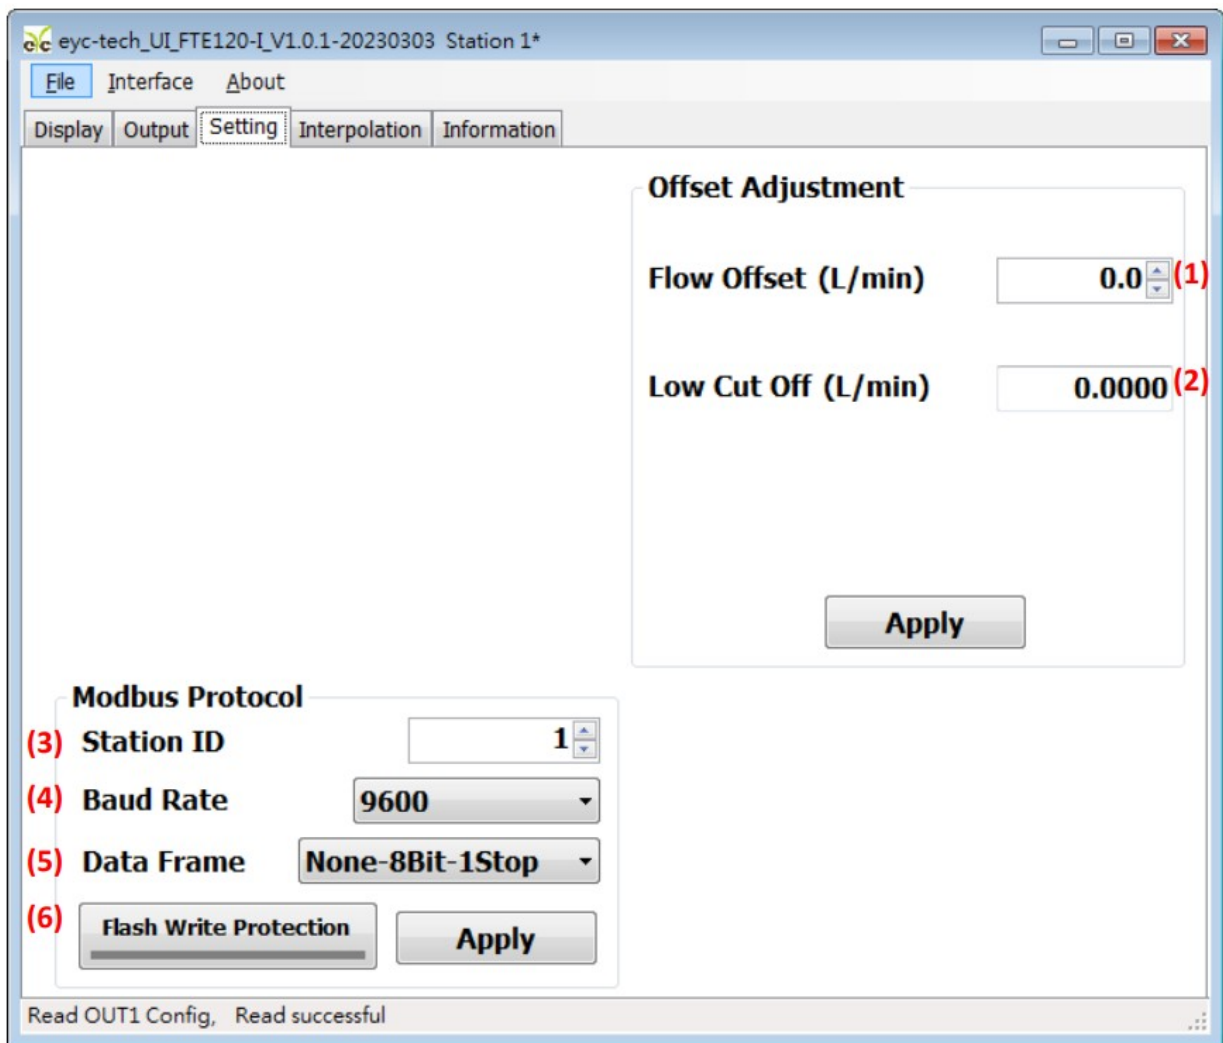 eyc-tech_UI_FTE120-I_V1.0.1-20230303 Station 1*
File Interface About
Display Output Setting Interpolation Information
Offset Adjustment
Flow Offset (L/min) 0.0 (1)
Low Cut Off (L/min) 0.0000 (2)
Apply
Modbus Protocol
(3) Station ID 1
(4) Baud Rate 9600
(5) Data Frame None-8Bit-1Stop
(6) Flash Write Protection Apply
Read OUT1 Config, Read successful